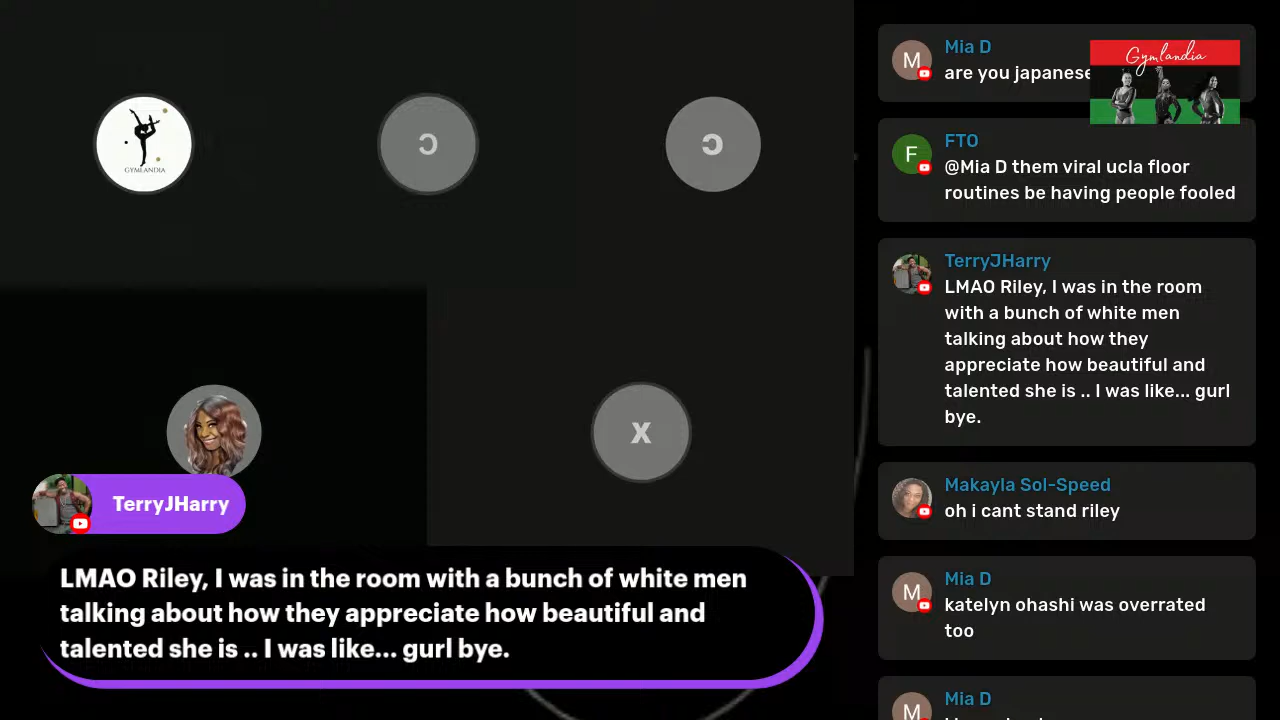 GYMLANDIA
X
TerryJHarry
LMAO Riley, I was in the room with a bunch of white men
talking about how they appreciate how beautiful and
talented she is .. I was like... gurl bye.
Gymlandia
M
Mia D
are you japanese
F
FTO
@Mia D them viral ucla floor
routines be having people fooled
TerryJHarry
LMAO Riley, I was in the room
with a bunch of white men
talking about how they
appreciate how beautiful and
talented she is .. I was like... gurl
bye.
Makayla Sol-Speed
oh i cant stand riley
M
Mia D
katelyn ohashi was overrated
too
M
Mia D